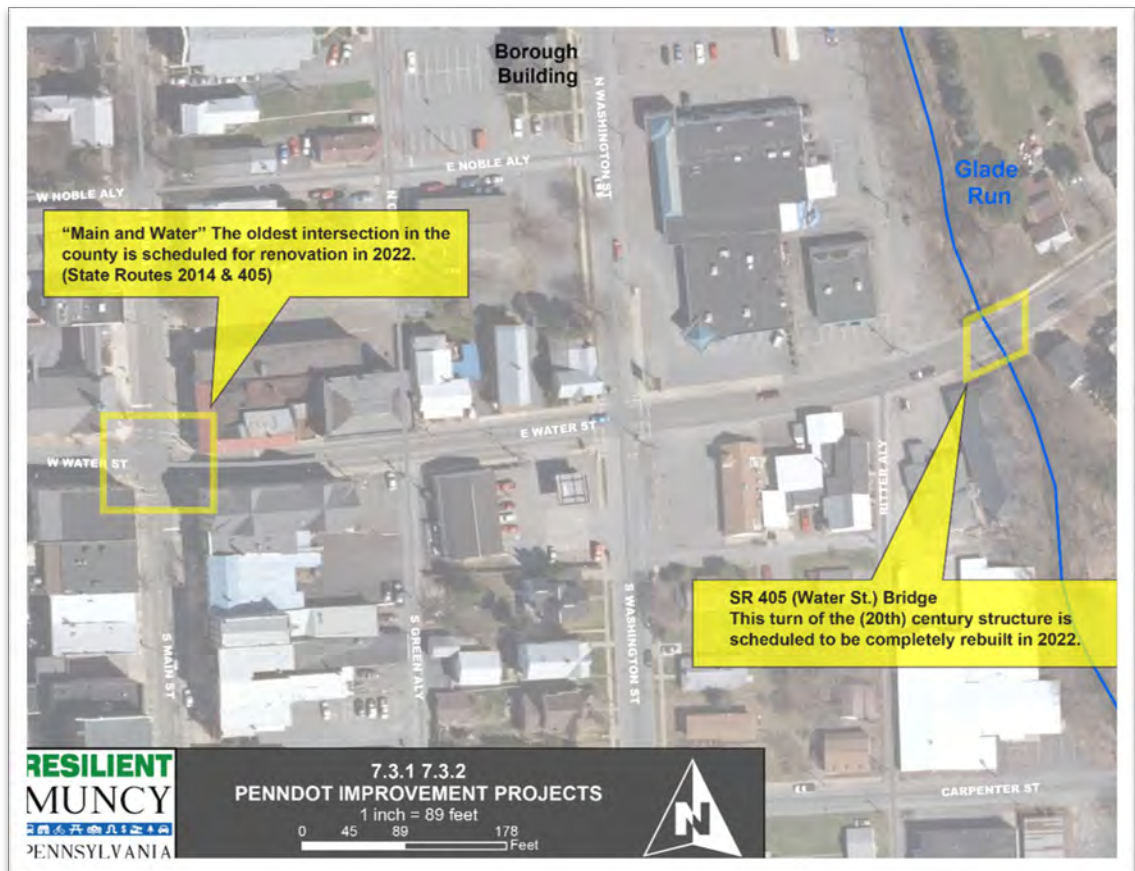 Borough
Building
N WASHINGTON ST
E NOBLE ALY
W NOBLE ALY
Glade
Run
"Main and Water" The oldest intersection in the
county is scheduled for renovation in 2022.
(State Routes 2014 & 405)
E WATER ST
W WATER ST
RITTER ALY
SR 405 (Water St.) Bridge
This turn of the (20th) century structure is
scheduled to be completely rebuilt in 2022.
S MAIN ST
S GREEN ALY
S WASHINGTON ST
CARPENTER ST
RESILIENT
MUNCY
PENNSYLVANIA
7.3.1 7.3.2
PENNDOT IMPROVEMENT PROJECTS
1 inch = 89 feet
0 45 89 178
Feet
N